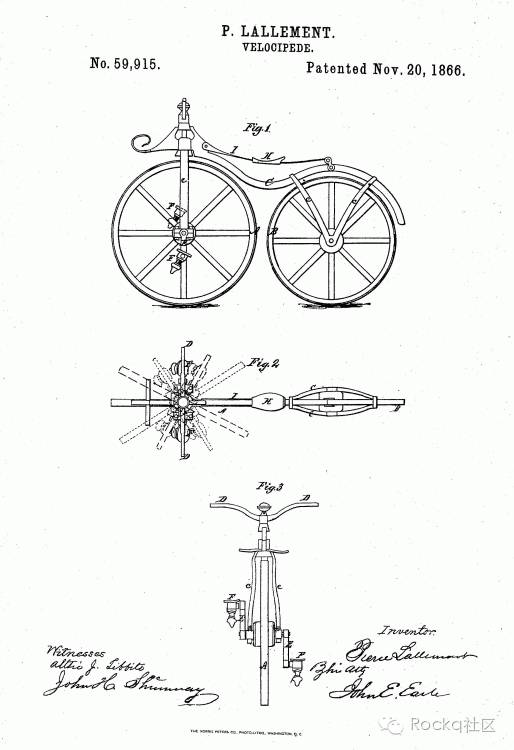 P. LALLEMENT.
VELOCIPEDE.
No. 59,915.
Patented Nov. 20, 1866.
Fig. 1
I
H
C
e
F
A
B
F
D
Fig. 2
C
I
H
A
C
B
D
Fig. 3
D
D
C
e
F
E
E
F
A
Witnesses
Altic J. Tibbits
John H. Shumway
Inventor.
Pierre Lallement
By his Atty
John E. Earle
THE NORRIS PETERS CO., PHOTO-LITHO., WASHINGTON, D. C.
Rockq社区